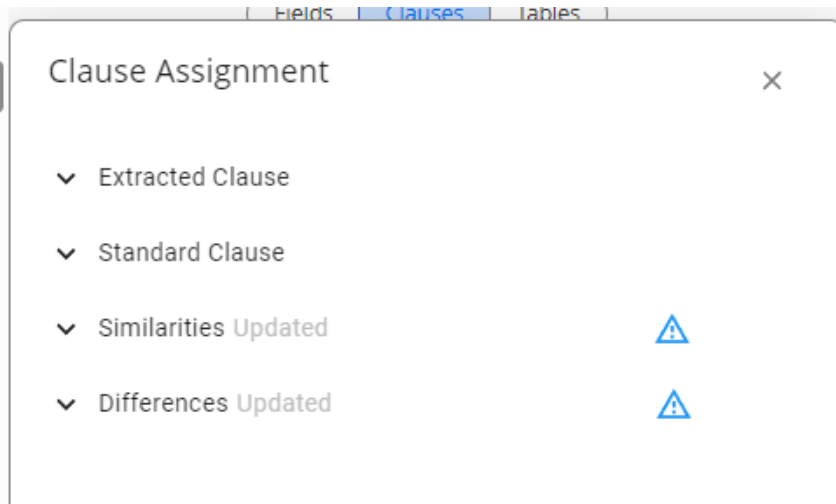 Fields Clauses Tables
Clause Assignment
Extracted Clause
Standard Clause
Similarities Updated
Differences Updated